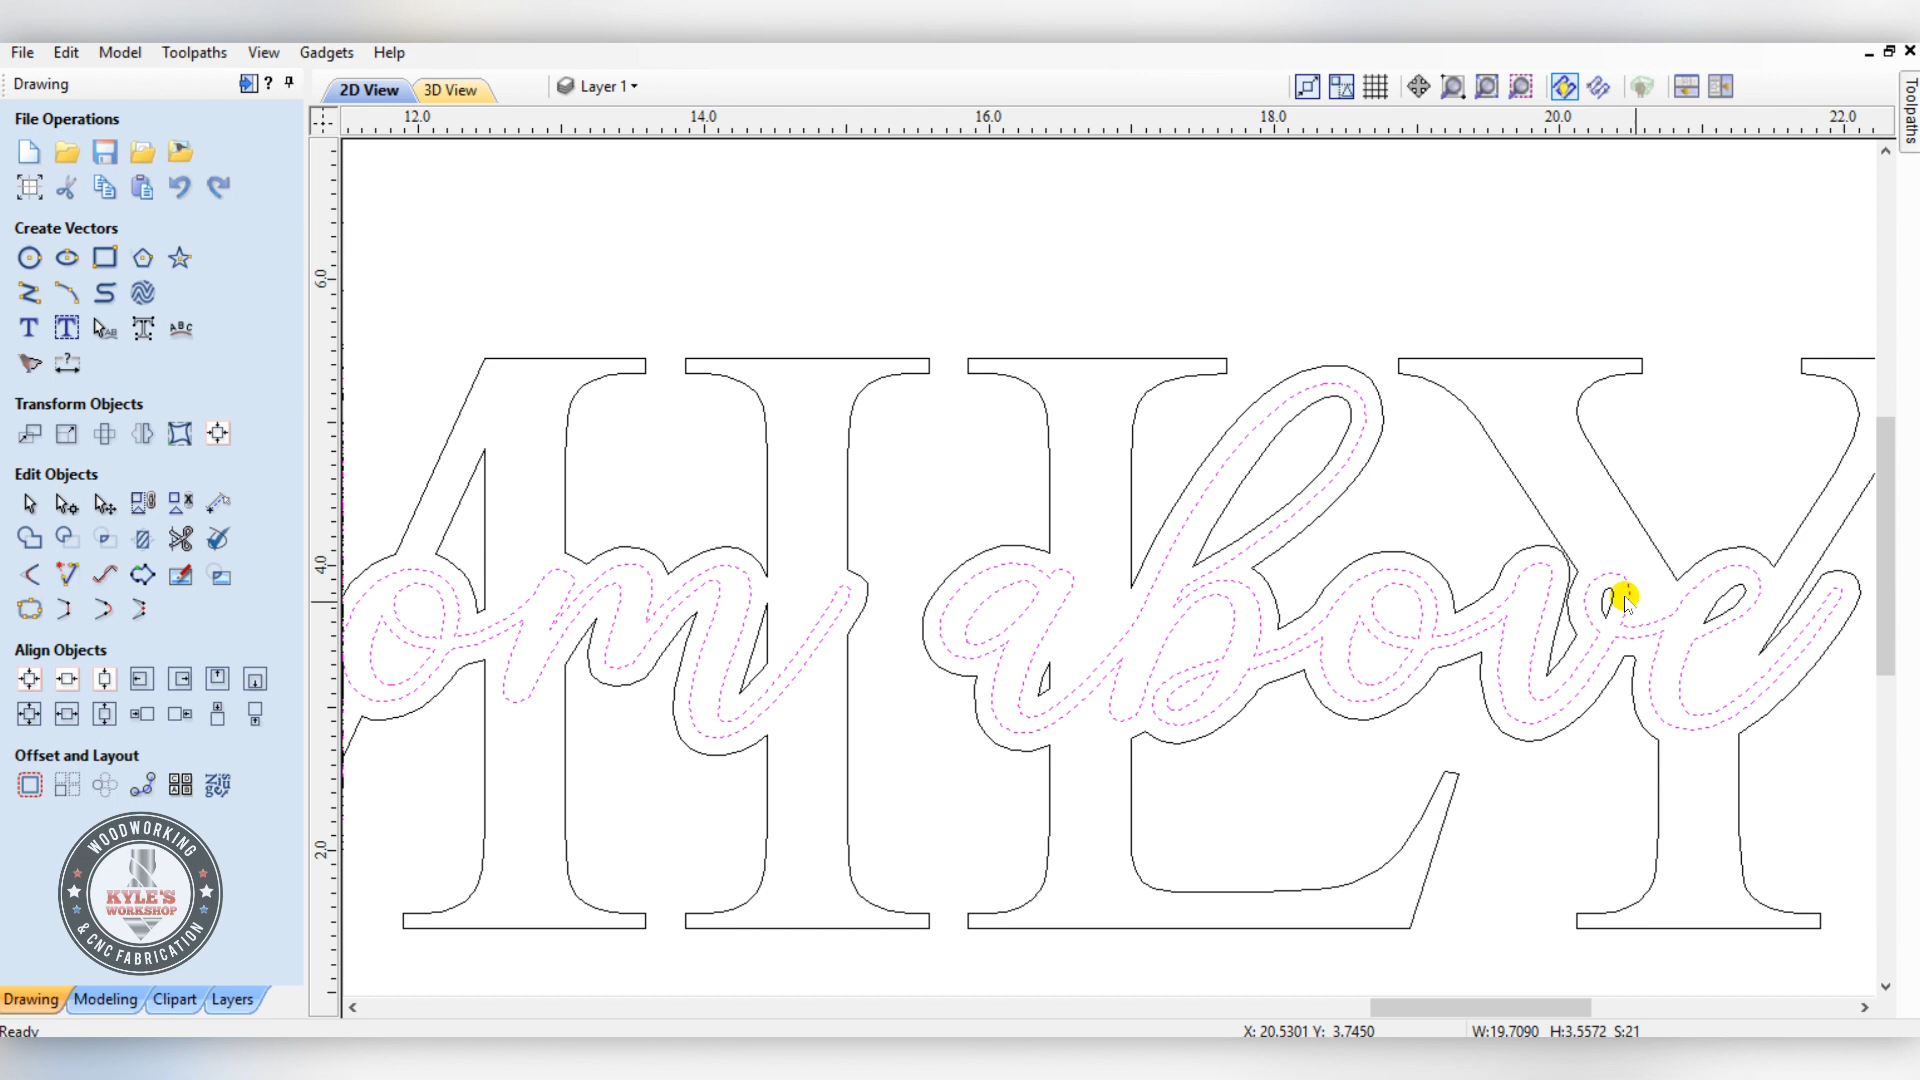 File Edit Model Toolpaths View Gadgets Help
Drawing ?
2D View 3D View Layer 1
Toolpaths
12.0 14.0 16.0 18.0 20.0 22.0
File Operations
Create Vectors
6.0
4.0
2.0
Transform Objects
Edit Objects
Align Objects
Offset and Layout
om above
MILY
WOODWORKING
KYLE'S
WORKSHOP
& CNC FABRICATION
Drawing Modeling Clipart Layers
Ready
X: 20.5301 Y: 3.7450 W:19.7090 H:3.5572 S:21